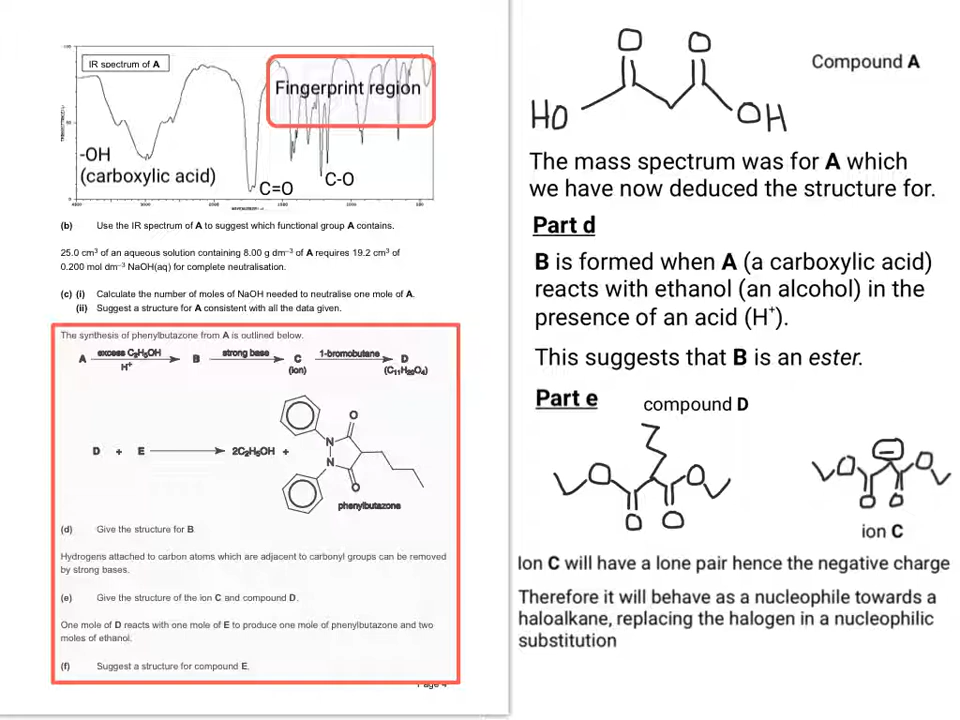 IR spectrum of A
Fingerprint region
-OH
(carboxylic acid)
C=O
C-O
(b) Use the IR spectrum of A to suggest which functional group A contains.
25.0 cm³ of an aqueous solution containing 8.00 g dm⁻³ of A requires 19.2 cm³ of
0.200 mol dm⁻³ NaOH(aq) for complete neutralisation.
(c) (i) Calculate the number of moles of NaOH needed to neutralise one mole of A.
(ii) Suggest a structure for A consistent with all the data given.
The synthesis of phenylbutazone from A is outlined below.
A excess C₂H₅OH H⁺ B strong base C (ion) 1-bromobutane D (C₁₁H₂₀O₄)
D + E 2C₂H₅OH +
N
N
O
O
phenylbutazone
(d) Give the structure for B
Hydrogens attached to carbon atoms which are adjacent to carbonyl groups can be removed
by strong bases.
(e) Give the structure of the ion C and compound D.
One mole of D reacts with one mole of E to produce one mole of phenylbutazone and two
moles of ethanol.
(f) Suggest a structure for compound E.
Page 4
O O
HO OH
Compound A
The mass spectrum was for A which
we have now deduced the structure for.
Part d
B is formed when A (a carboxylic acid)
reacts with ethanol (an alcohol) in the
presence of an acid (H⁺).
This suggests that B is an ester.
Part e
compound D
O O
O O
O O
O O
ion C
Ion C will have a lone pair hence the negative charge
Therefore it will behave as a nucleophile towards a
haloalkane, replacing the halogen in a nucleophilic
substitution